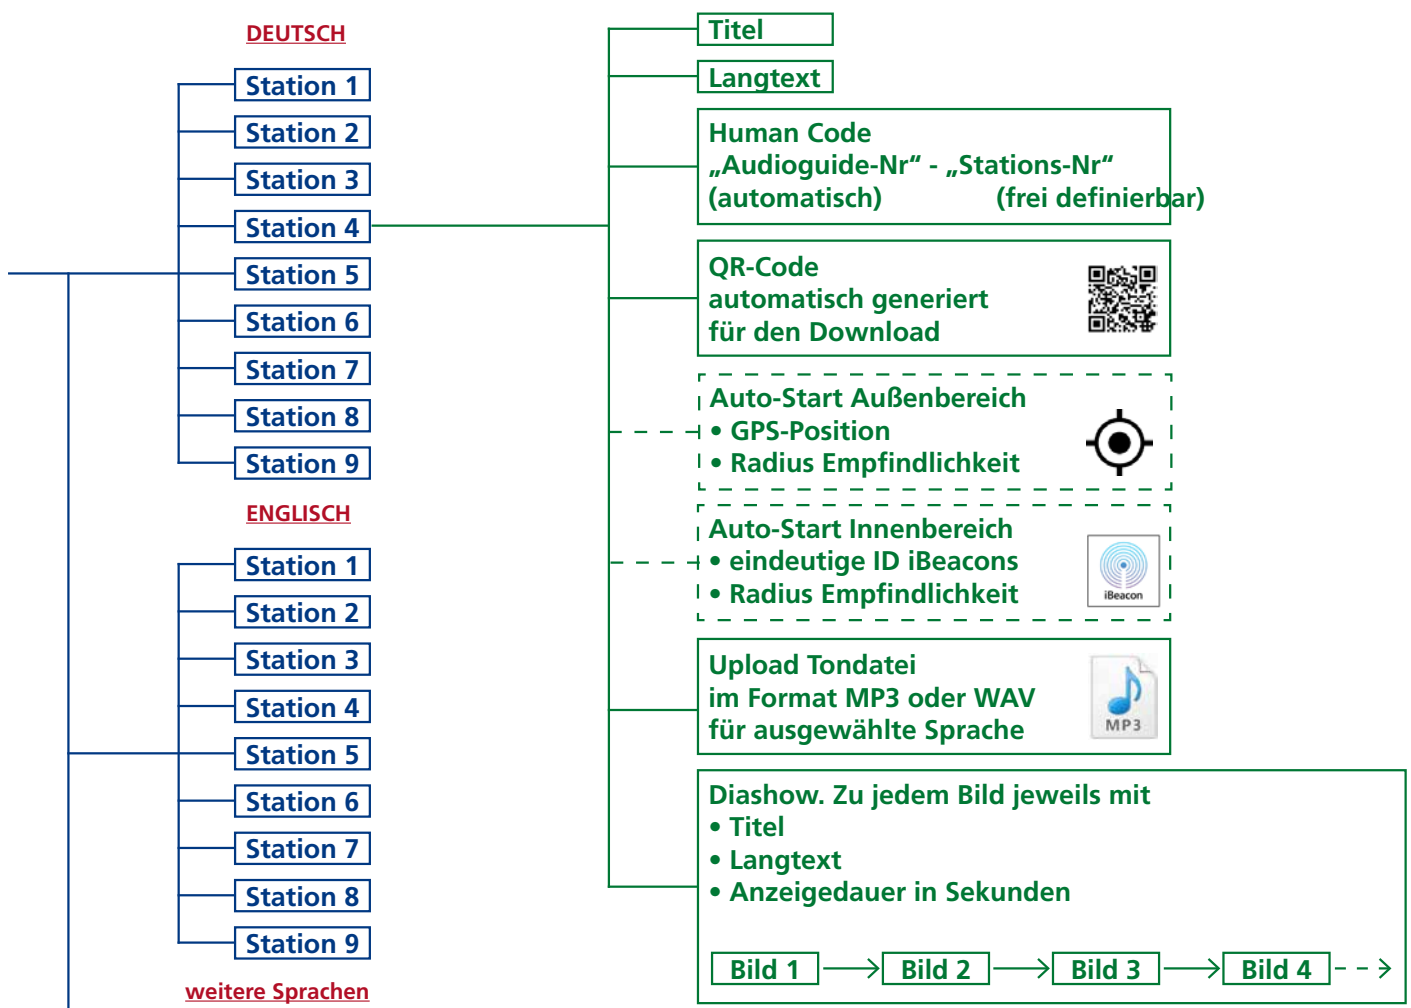 DEUTSCH
Station 1
Station 2
Station 3
Station 4
Station 5
Station 6
Station 7
Station 8
Station 9
ENGLISCH
Station 1
Station 2
Station 3
Station 4
Station 5
Station 6
Station 7
Station 8
Station 9
weitere Sprachen
Titel
Langtext
Human Code
„Audioguide-Nr“ - „Stations-Nr“
(automatisch) (frei definierbar)
QR-Code
automatisch generiert
für den Download
Auto-Start Außenbereich
• GPS-Position
• Radius Empfindlichkeit
Auto-Start Innenbereich
• eindeutige ID iBeacons
• Radius Empfindlichkeit
iBeacon
Upload Tondatei
im Format MP3 oder WAV
für ausgewählte Sprache
MP3
Diashow. Zu jedem Bild jeweils mit
• Titel
• Langtext
• Anzeigedauer in Sekunden
Bild 1 Bild 2 Bild 3 Bild 4